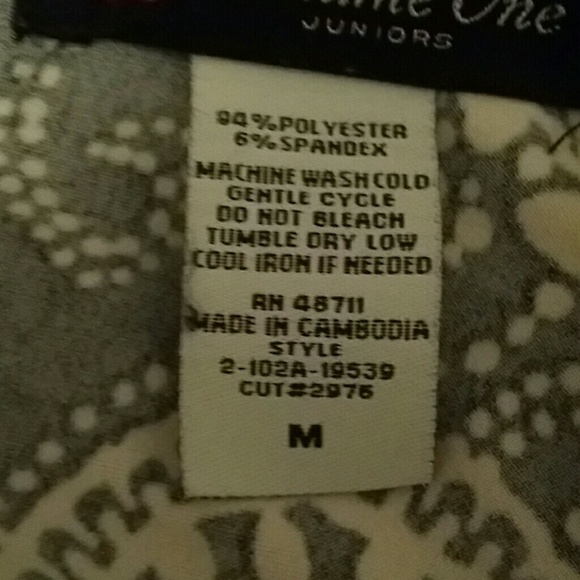 One
JUNIORS
94%POLYESTER
6%SPANDEX
MACHINE WASH COLD
GENTLE CYCLE
DO NOT BLEACH
TUMBLE DRY LOW
COOL IRON IF NEEDED
RN 48711
MADE IN CAMBODIA
STYLE
2-102A-19539
CUT#2976
M